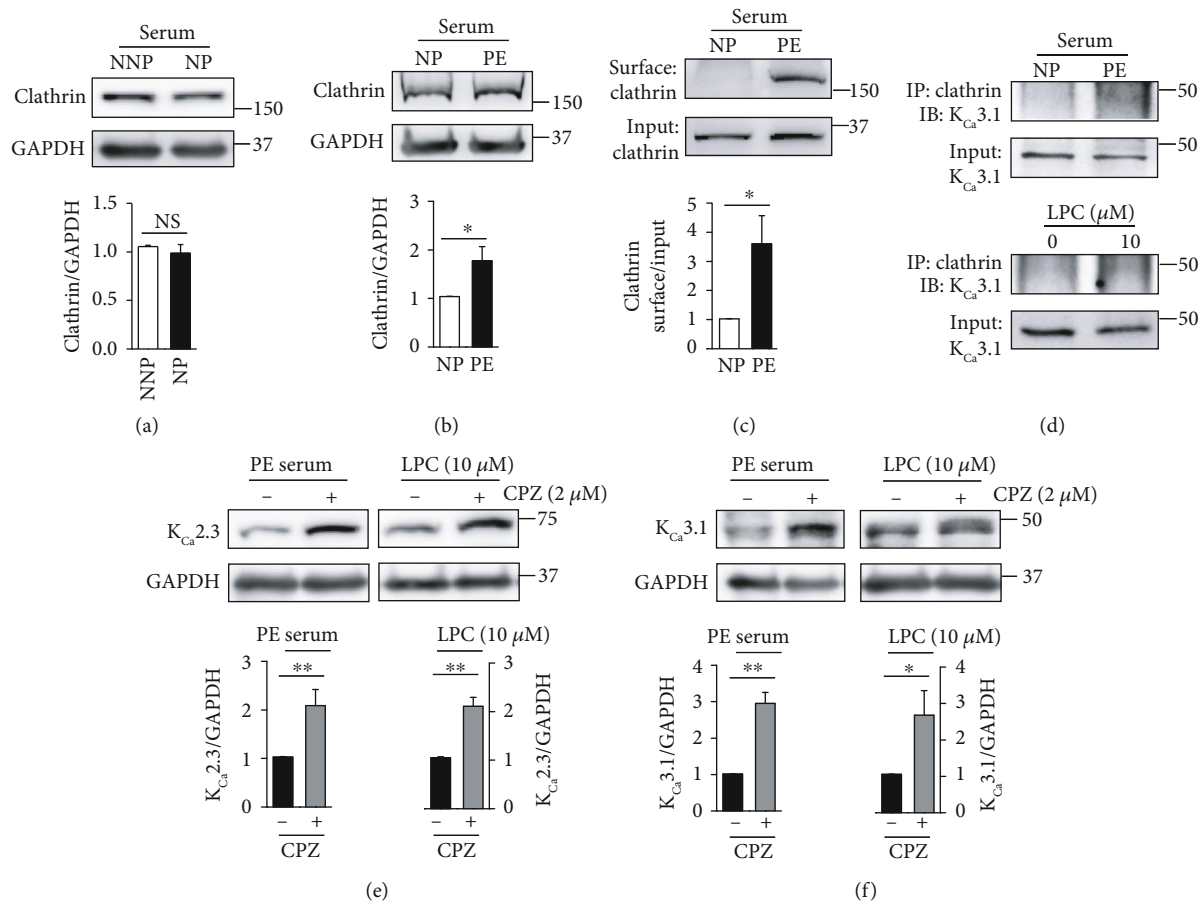 Serum
NNP NP
Clathrin
150
GAPDH
37
Clathrin/GAPDH
1.5
1.0
0.5
0.0
NS
NNP
NP
(a)
Serum
NP PE
Clathrin
150
GAPDH
37
Clathrin/GAPDH
3
2
1
0
*
NP PE
(b)
Serum
NP PE
Surface:
clathrin
150
Input:
clathrin
37
Clathrin
surface/input
5
4
3
2
1
0
*
NP PE
(c)
Serum
NP PE
IP: clathrin
IB: KCa3.1
50
Input:
KCa3.1
50
LPC (μM)
0 10
IP: clathrin
IB: KCa3.1
50
Input:
KCa3.1
50
(d)
PE serum LPC (10 μM)
− + − + CPZ (2 μM)
KCa2.3
75
GAPDH
37
PE serum
KCa2.3/GAPDH
3
2
1
0
**
− +
CPZ
LPC (10 μM)
**
3
2
1
0
KCa2.3/GAPDH
− +
CPZ
(e)
PE serum LPC (10 μM)
− + − + CPZ (2 μM)
KCa3.1
50
GAPDH
37
PE serum
KCa3.1/GAPDH
4
3
2
1
0
**
− +
CPZ
LPC (10 μM)
*
4
3
2
1
0
KCa3.1/GAPDH
− +
CPZ
(f)